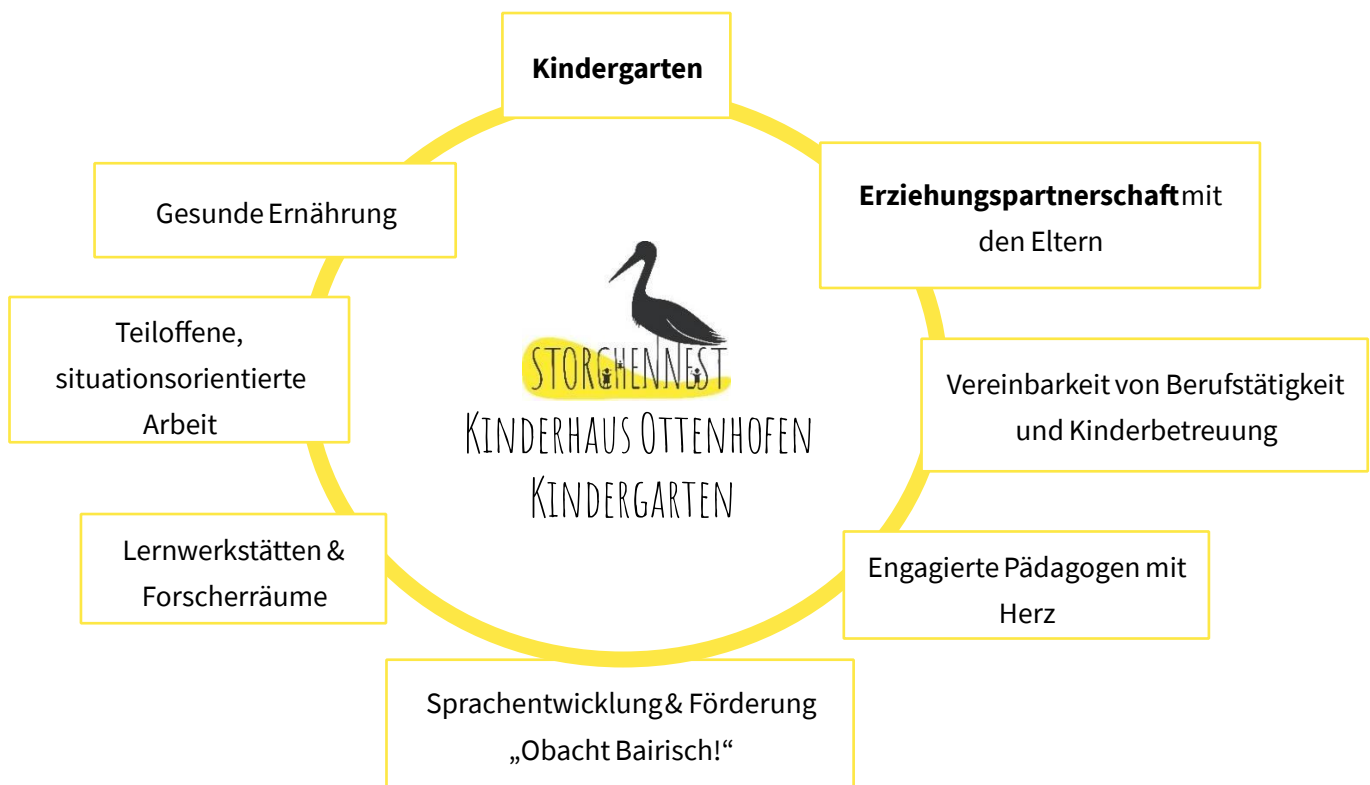 Kindergarten
Erziehungspartnerschaft mit
den Eltern
Gesunde Ernährung
Teiloffene,
situationsorientierte
Arbeit
STORCHENNEST
KINDERHAUS OTTENHOFEN
KINDERGARTEN
Vereinbarkeit von Berufstätigkeit
und Kinderbetreuung
Lernwerkstätten &
Forscherräume
Engagierte Pädagogen mit
Herz
Sprachentwicklung & Förderung
„Obacht Bairisch!“